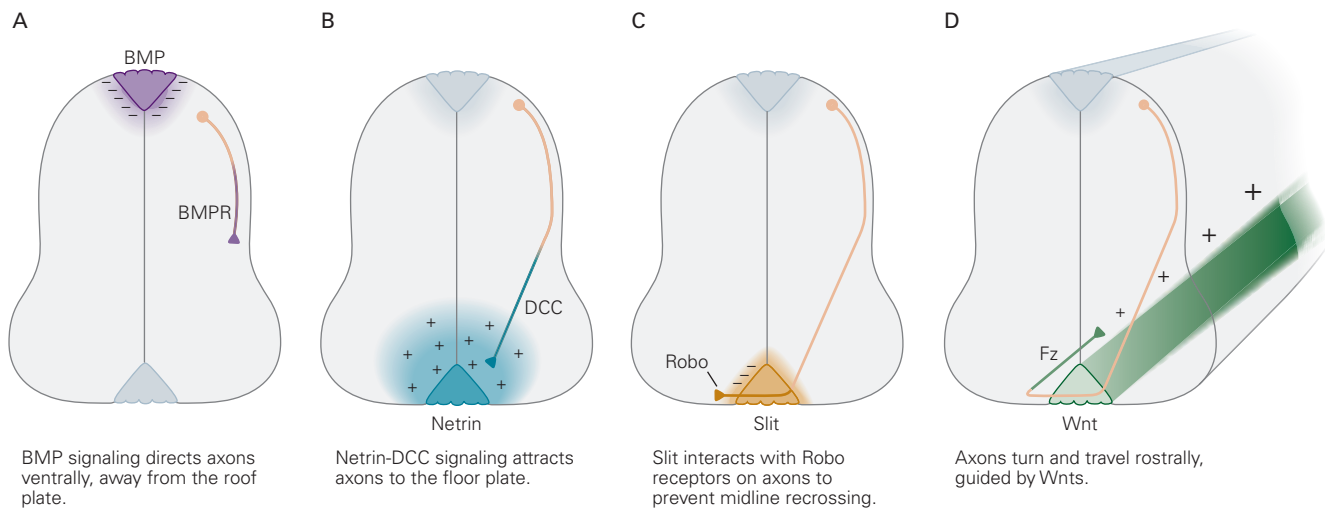 A
B
C
D
BMP
BMPR
DCC
Robo
Fz
Netrin
Slit
Wnt
BMP signaling directs axons
ventrally, away from the roof
plate.
Netrin-DCC signaling attracts
axons to the floor plate.
Slit interacts with Robo
receptors on axons to
prevent midline recrossing.
Axons turn and travel rostrally,
guided by Wnts.